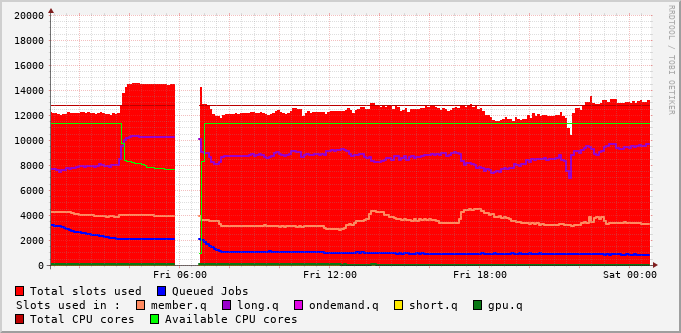 20000
18000
16000
14000
12000
10000
8000
6000
4000
2000
0
Fri 06:00 Fri 12:00 Fri 18:00 Sat 00:00
RRDTOOL / TOBI OETIKER
Total slots used Queued Jobs
Slots used in : member.q long.q ondemand.q short.q gpu.q
Total CPU cores Available CPU cores